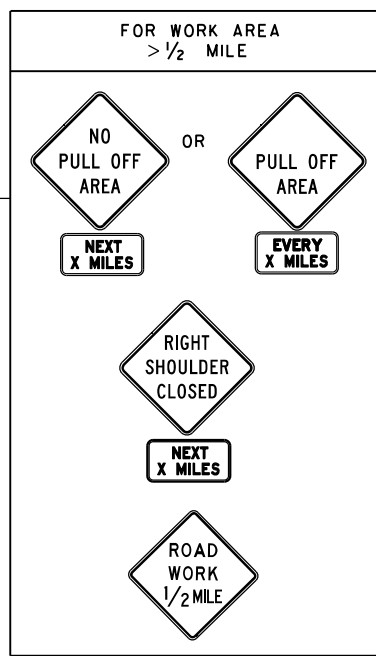 FOR WORK AREA
> 1/2 MILE
NO
PULL OFF
AREA
NEXT
X MILES
OR
PULL OFF
AREA
EVERY
X MILES
RIGHT
SHOULDER
CLOSED
NEXT
X MILES
ROAD
WORK
1/2 MILE